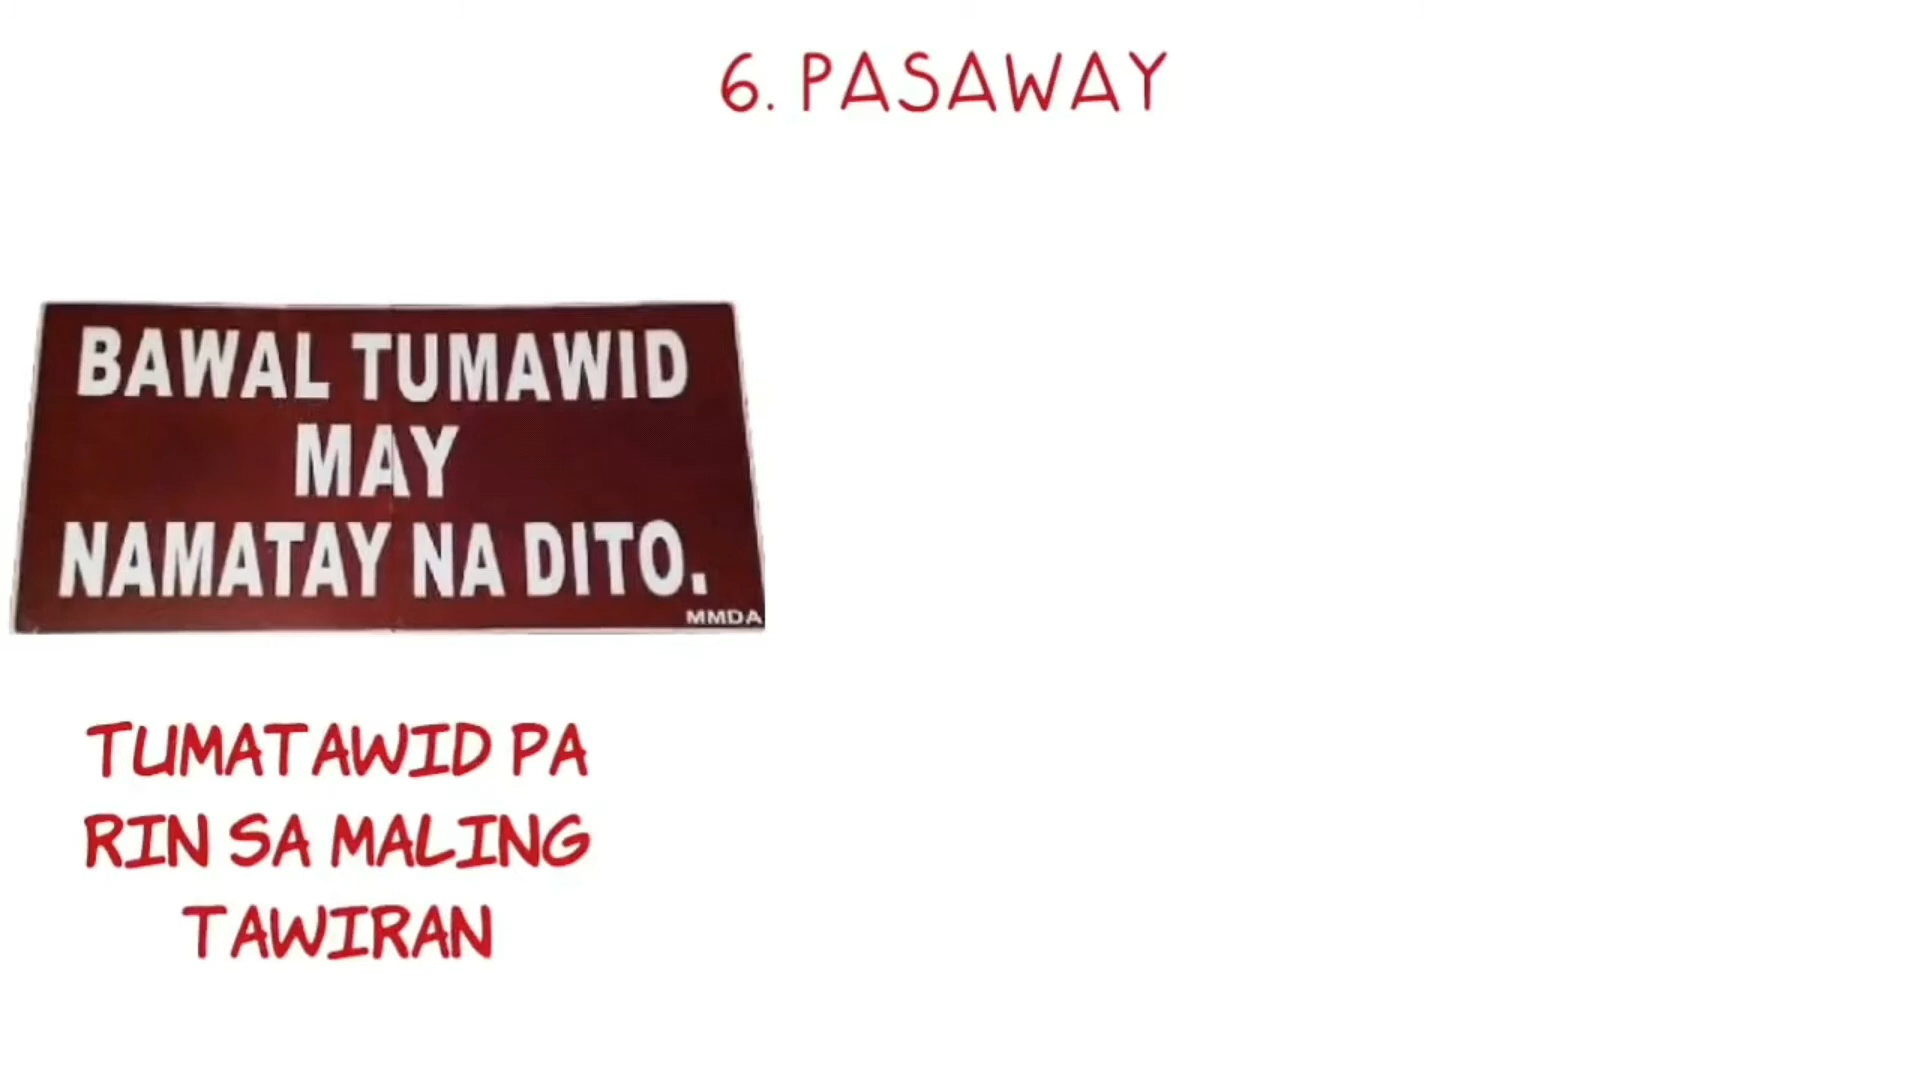 6. PASAWAY
BAWAL TUMAWID
MAY
NAMATAY NA DITO.
MMDA
TUMATAWID PA
RIN SA MALING
TAWIRAN